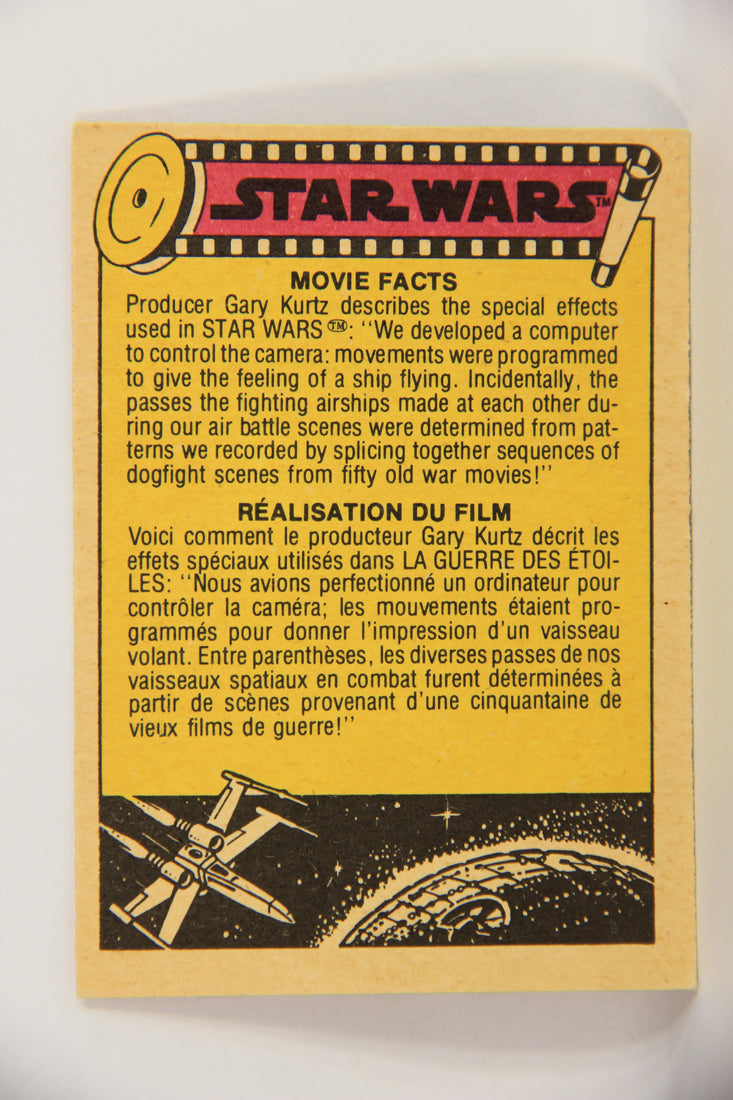 STAR WARS™
MOVIE FACTS
Producer Gary Kurtz describes the special effects
used in STAR WARS™: “We developed a computer
to control the camera: movements were programmed
to give the feeling of a ship flying. Incidentally, the
passes the fighting airships made at each other du-
ring our air battle scenes were determined from pat-
terns we recorded by splicing together sequences of
dogfight scenes from fifty old war movies!”
RÉALISATION DU FILM
Voici comment le producteur Gary Kurtz décrit les
effets spéciaux utilisés dans LA GUERRE DES ÉTOI-
LES: “Nous avions perfectionné un ordinateur pour
contrôler la caméra; les mouvements étaient pro-
grammés pour donner l'impression d'un vaisseau
volant. Entre parenthèses, les diverses passes de nos
vaisseaux spatiaux en combat furent déterminées à
partir de scènes provenant d'une cinquantaine de
vieux films de guerre!”